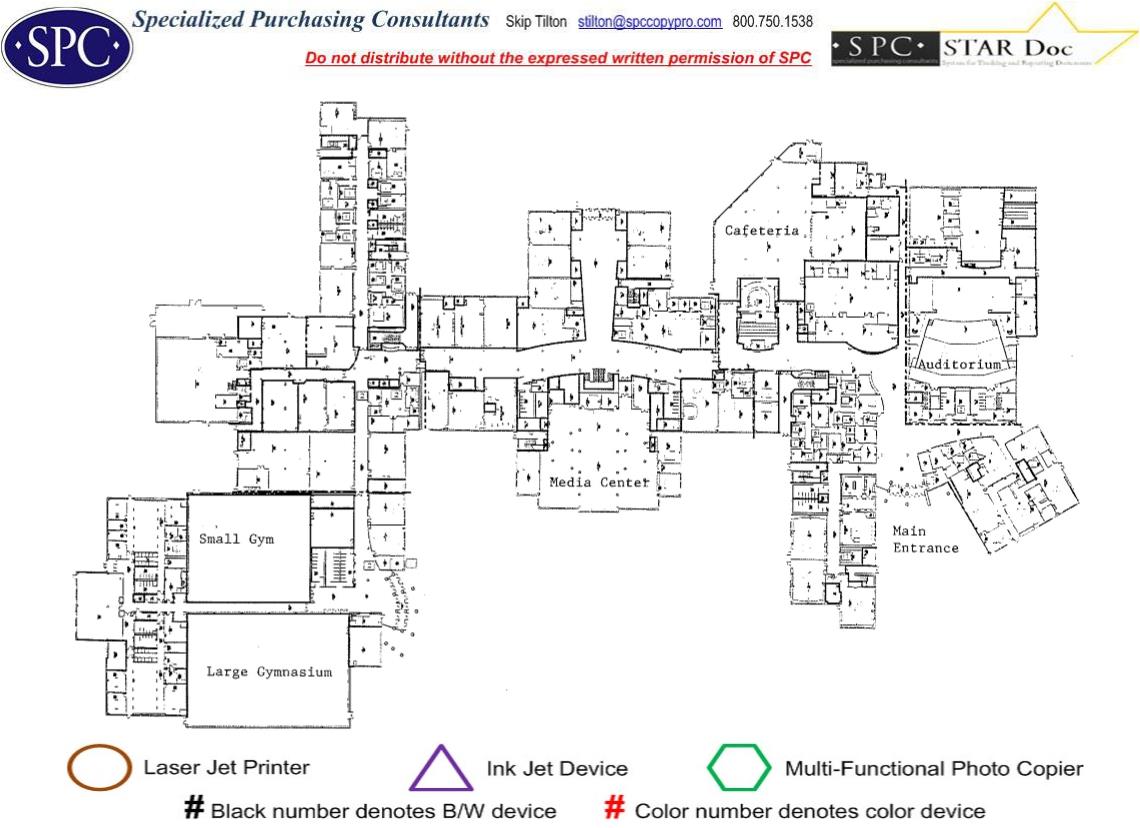 Specialized Purchasing Consultants Skip Tilton stilton@spccopypro.com 800.750.1538
·SPC·
Do not distribute without the expressed written permission of SPC
·SPC· STAR Doc
specialized purchasing consultants System for Tracking and Reporting Documents
Cafeteria
Auditorium
Media Center
Small Gym
Main
Entrance
Large Gymnasium
Laser Jet Printer Ink Jet Device Multi-Functional Photo Copier
# Black number denotes B/W device # Color number denotes color device